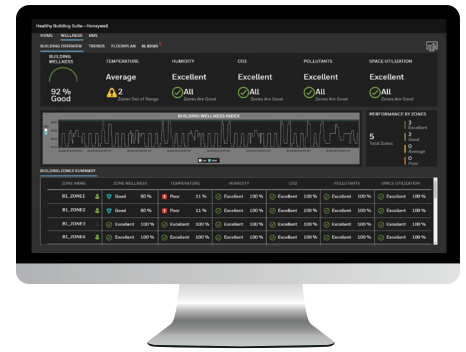 Healthy Building Suite - Honeywell
HOME WELLNESS BMS
BUILDING OVERVIEW TRENDS FLOORPLAN ALARMS
BUILDING WELLNESS TEMPERATURE HUMIDITY CO2 POLLUTANTS SPACE UTILIZATION
92 % Good
Average Excellent Excellent Excellent Excellent
2 Zones Out of Range
All Zones Are Good
All Zones Are Good
All Zones Are Good
All Zones Are Good
BUILDING WELLNESS INDEX
PERFORMANCE BY ZONES
5 Total Zones
3 Excellent
2 Good
0 Average
0 Poor
BUILDING ZONES SUMMARY
ZONE NAME ZONE WELLNESS TEMPERATURE HUMIDITY CO2 POLLUTANTS SPACE UTILIZATION
B1_ZONE1 Good 80 % Poor 11 % Excellent 100 % Excellent 100 % Excellent 100 % Excellent 100 %
B1_ZONE2 Good 80 % Poor 11 % Excellent 100 % Excellent 100 % Excellent 100 % Excellent 100 %
B1_ZONE3 Excellent 100 % Excellent 100 % Excellent 100 % Excellent 100 % Excellent 100 % Excellent 100 %
B1_ZONE4 Excellent 100 % Excellent 100 % Excellent 100 % Excellent 100 % Excellent 100 % Excellent 100 %